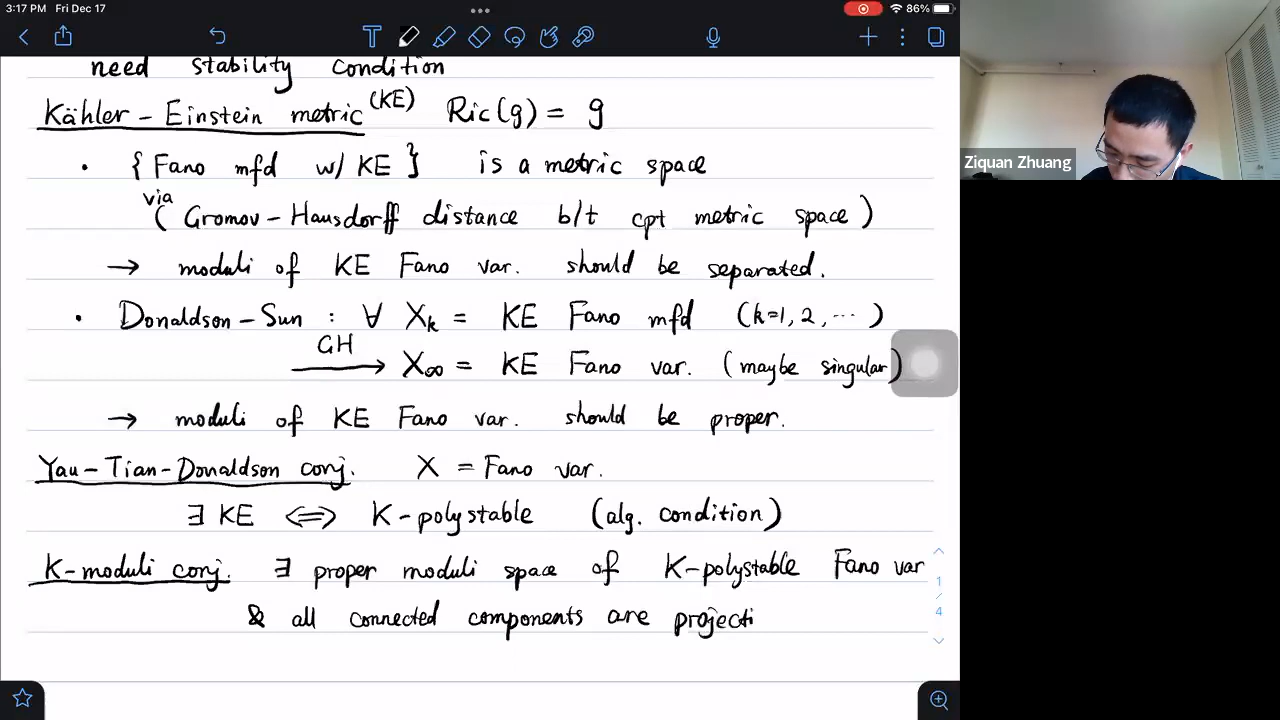 3:17 PM Fri Dec 17
86%
need stability condition
Kähler-Einstein metric (KE) Ric(g) = g
• { Fano mfd w/ KE } is a metric space
via
( Gromov-Hausdorff distance b/t cpt metric space )
→ moduli of KE Fano var. should be separated.
• Donaldson-Sun : ∀ X_k = KE Fano mfd (k=1, 2, ...)
GH
⟶ X_∞ = KE Fano var. (maybe singular)
→ moduli of KE Fano var. should be proper.
Yau-Tian-Donaldson conj. X = Fano var.
∃ KE ⟺ K-polystable (alg. condition)
K-moduli conj. ∃ proper moduli space of K-polystable Fano var
& all connected components are projecti
1
/
4
T
Ziquan Zhuang